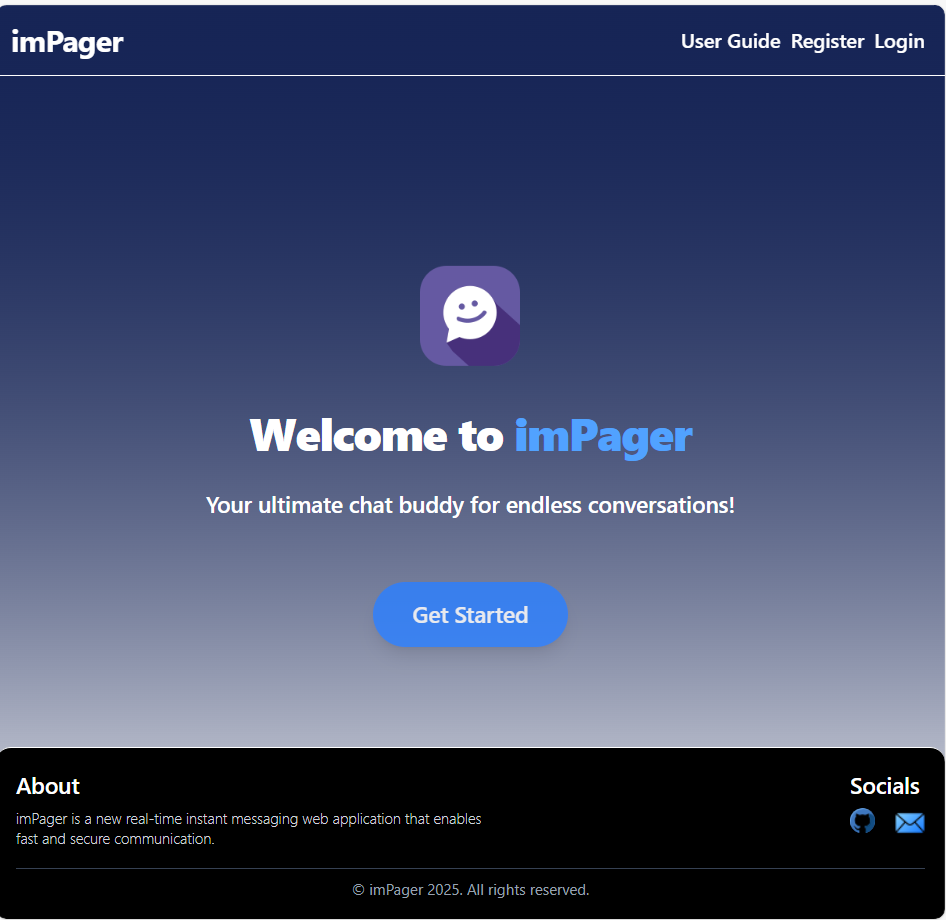 imPager
User Guide Register Login
Welcome to imPager
Your ultimate chat buddy for endless conversations!
Get Started
About
imPager is a new real-time instant messaging web application that enables
fast and secure communication.
Socials
© imPager 2025. All rights reserved.